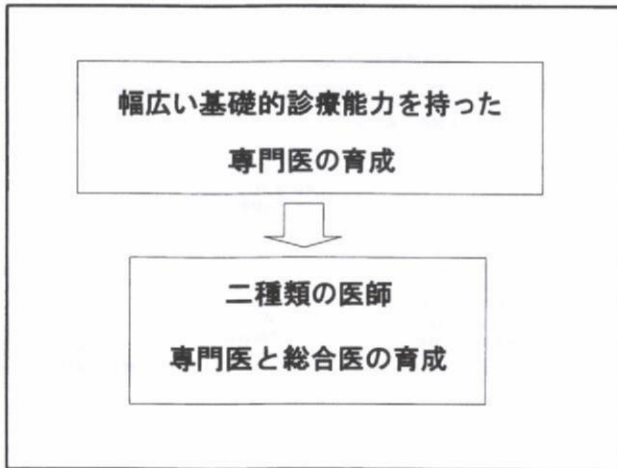 幅広い基礎的診療能力を持った
専門医の育成
二種類の医師
専門医と総合医の育成